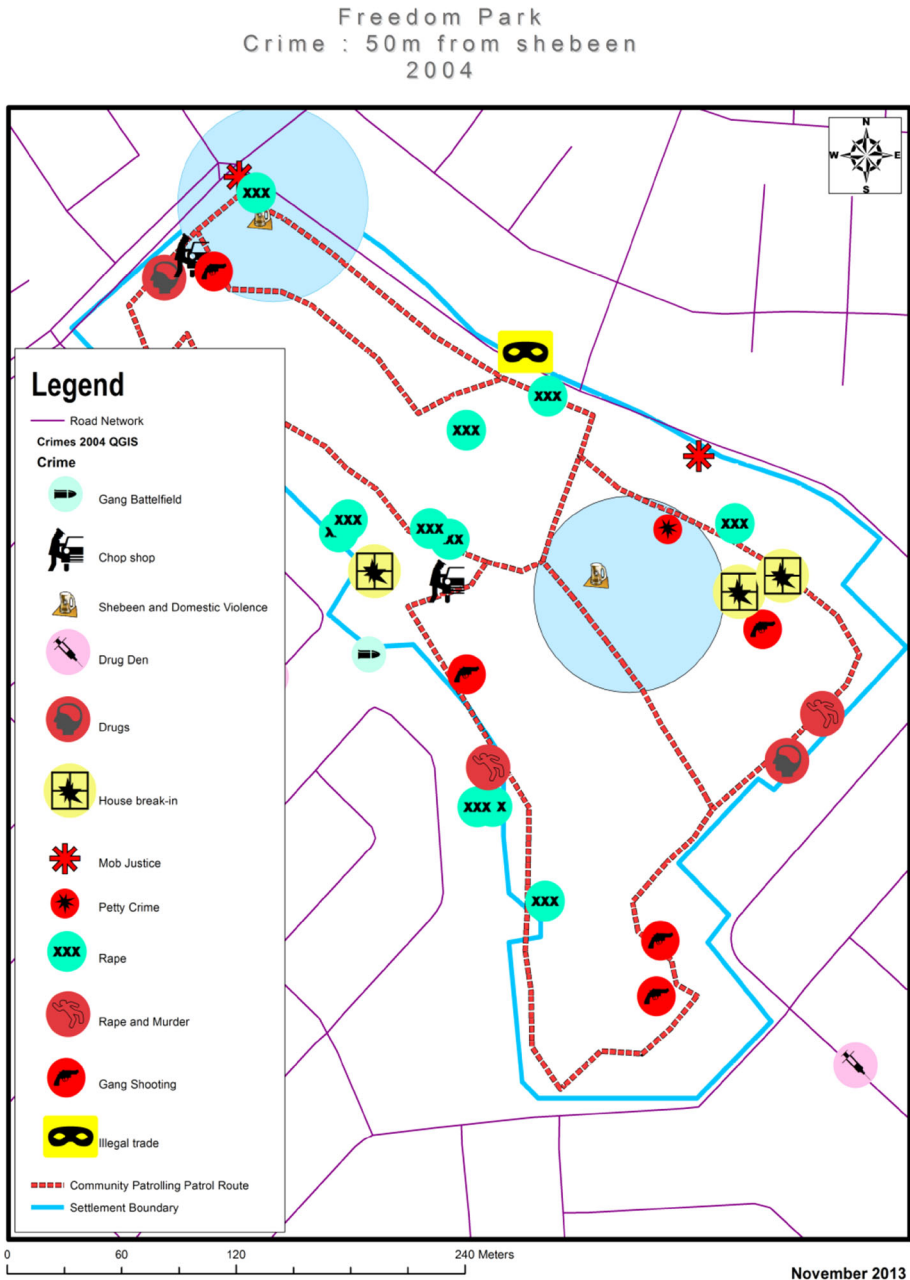 Freedom Park
Crime : 50m from shebeen
2004
N
W
E
S
xxx
xxx
xxx
xxx
x
xxx
xxx
xx
xxx
xxx
x
xxx
Legend
Road Network
Crimes 2004 QGIS
Crime
Gang Battelfield
Chop shop
Shebeen and Domestic Violence
Drug Den
Drugs
House break-in
Mob Justice
Petty Crime
xxx
Rape
Rape and Murder
Gang Shooting
Illegal trade
Community Patrolling Patrol Route
Settlement Boundary
0 60 120 240 Meters
November 2013